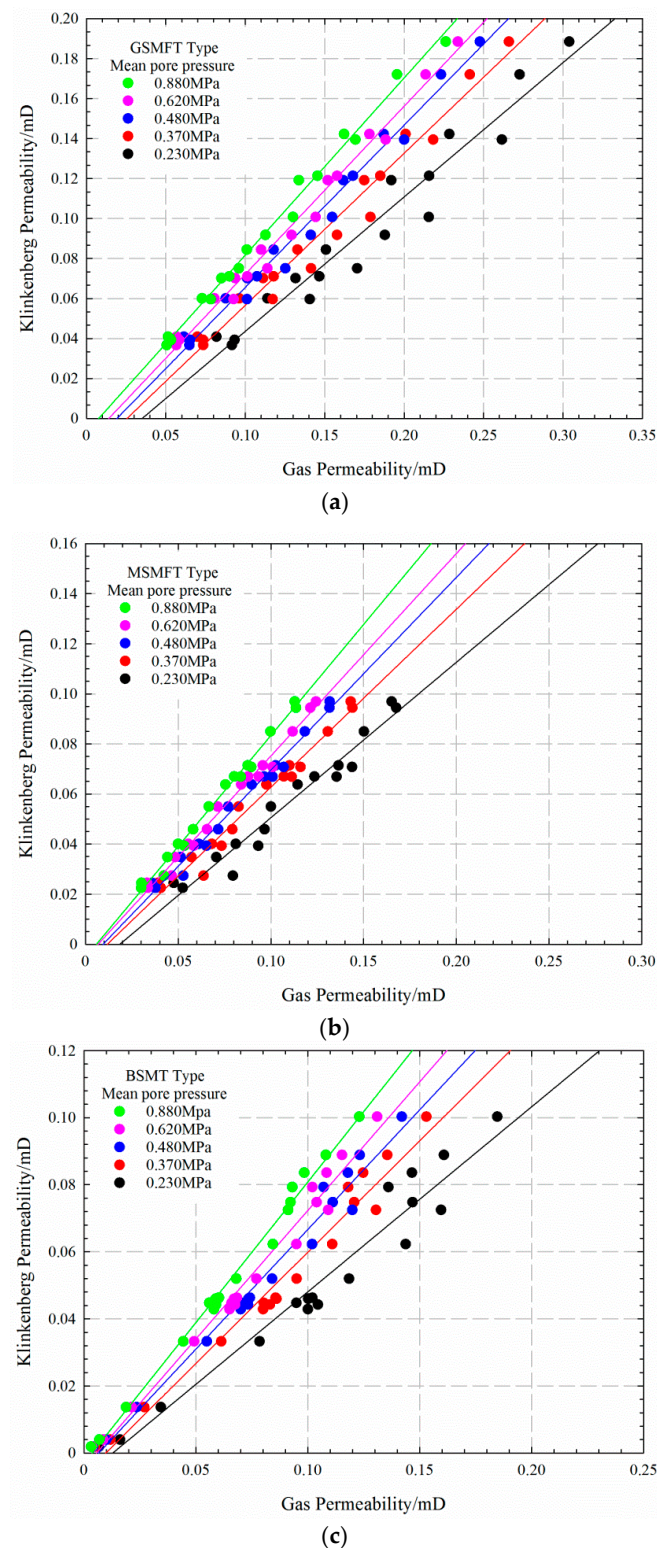 (a)
0.20
0.18
0.16
0.14
0.12
0.10
0.08
0.06
0.04
0.02
0
Klinkenberg Permeability/mD
GSMFT Type
Mean pore pressure
0.880MPa
0.620MPa
0.480MPa
0.370MPa
0.230MPa
0 0.05 0.10 0.15 0.20 0.25 0.30 0.35
Gas Permeability/mD
(a)
0.16
0.14
0.12
0.10
0.08
0.06
0.04
0.02
0
Klinkenberg Permeability/mD
MSMFT Type
Mean pore pressure
0.880MPa
0.620MPa
0.480MPa
0.370MPa
0.230MPa
0 0.05 0.10 0.15 0.20 0.25 0.30
Gas Permeability/mD
(b)
0.12
0.10
0.08
0.06
0.04
0.02
0
Klinkenberg Permeability/mD
BSMT Type
Mean pore pressure
0.880Mpa
0.620MPa
0.480MPa
0.370MPa
0.230MPa
0 0.05 0.10 0.15 0.20 0.25
Gas Permeability/mD
(c)